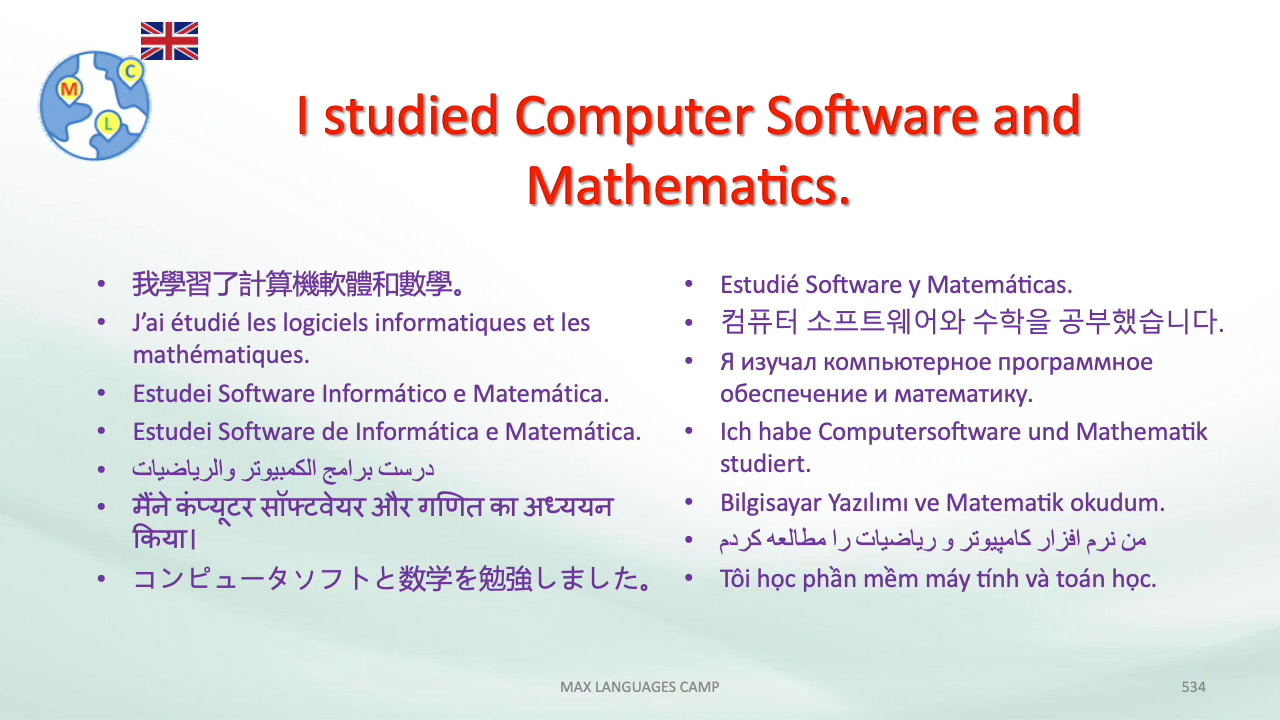 M
C
L
I studied Computer Software and
Mathematics.
• 我學習了計算機軟體和數學。
• J’ai étudié les logiciels informatiques et les
mathématiques.
• Estudei Software Informático e Matemática.
• Estudei Software de Informática e Matemática.
• درست برامج الكمبيوتر والرياضيات
• मैंने कंप्यूटर सॉफ्टवेयर और गणित का अध्ययन
किया।
• コンピュータソフトと数学を勉強しました。
• Estudié Software y Matemáticas.
• 컴퓨터 소프트웨어와 수학을 공부했습니다.
• Я изучал компьютерное программное
обеспечение и математику.
• Ich habe Computersoftware und Mathematik
studiert.
• Bilgisayar Yazılımı ve Matematik okudum.
• من نرم افزار کامپیوتر و ریاضیات را مطالعه کردم
• Tôi học phần mềm máy tính và toán học.
MAX LANGUAGES CAMP
534